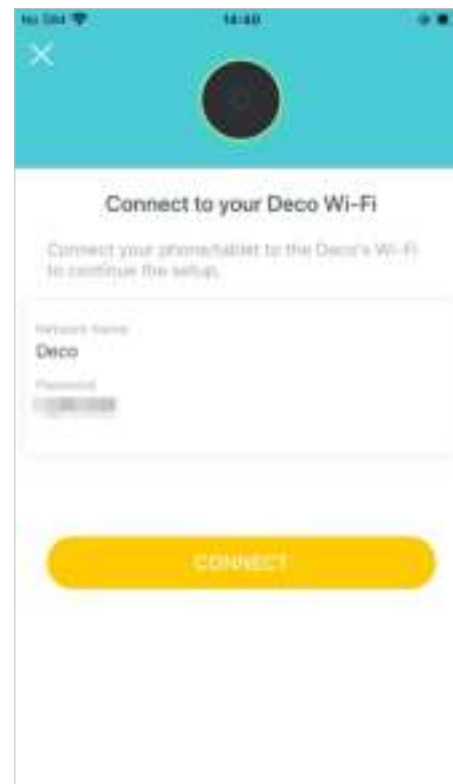 No SIM 14:40
Connect to your Deco Wi-Fi
Connect your phone/tablet to the Deco's Wi-Fi
to continue the setup.
Network Name
Deco
Password
CONNECT